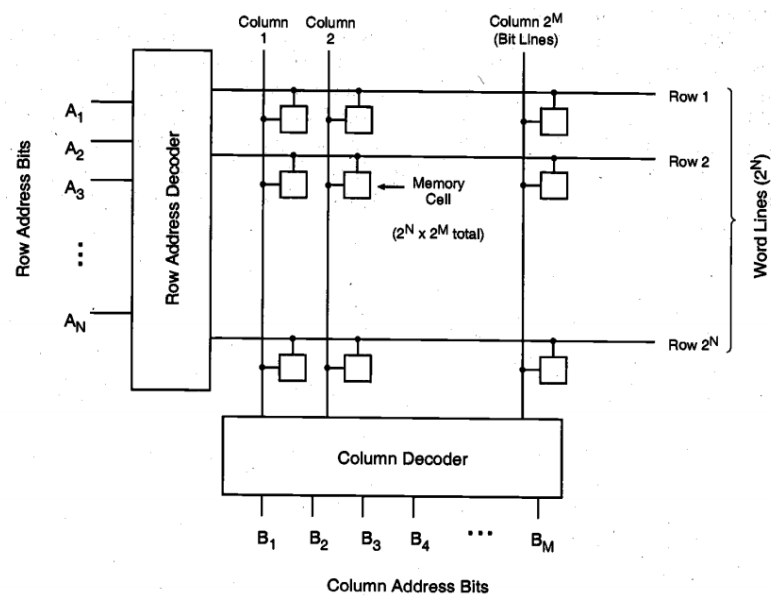 Column
1
Column
2
Column 2^M
(Bit Lines)
Row Address Bits
A1
A2
A3
AN
Row Address Decoder
Row 1
Row 2
Memory
Cell
(2^N x 2^M total)
Row 2^N
Word Lines (2^N)
Column Decoder
B1 B2 B3 B4 ... BM
Column Address Bits